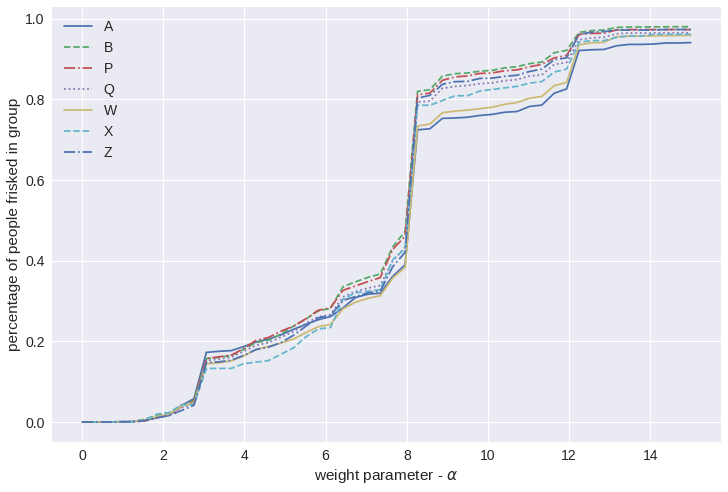 1.0
0.8
0.6
0.4
0.2
0.0
percentage of people frisked in group
A
B
P
Q
W
X
Z
0 2 4 6 8 10 12 14
weight parameter - α